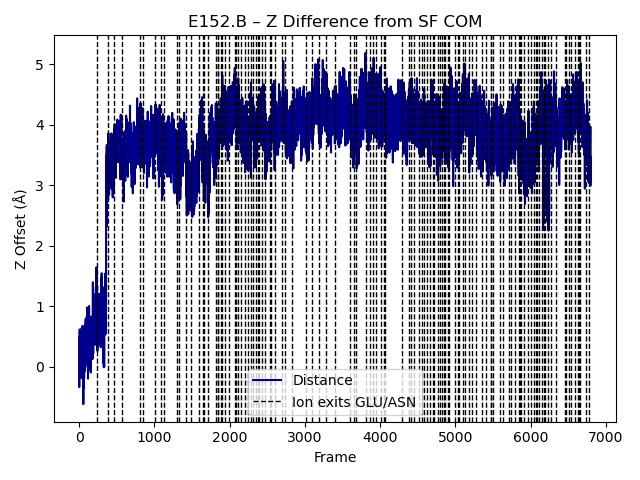 E152.B – Z Difference from SF COM
Z Offset (Å)
5
4
3
2
1
0
Distance
Ion exits GLU/ASN
0 1000 2000 3000 4000 5000 6000 7000
Frame